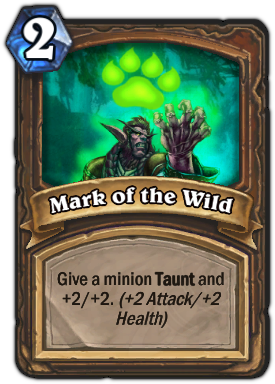 2
Mark of the Wild
Give a minion Taunt and
+2/+2. (+2 Attack/+2
Health)